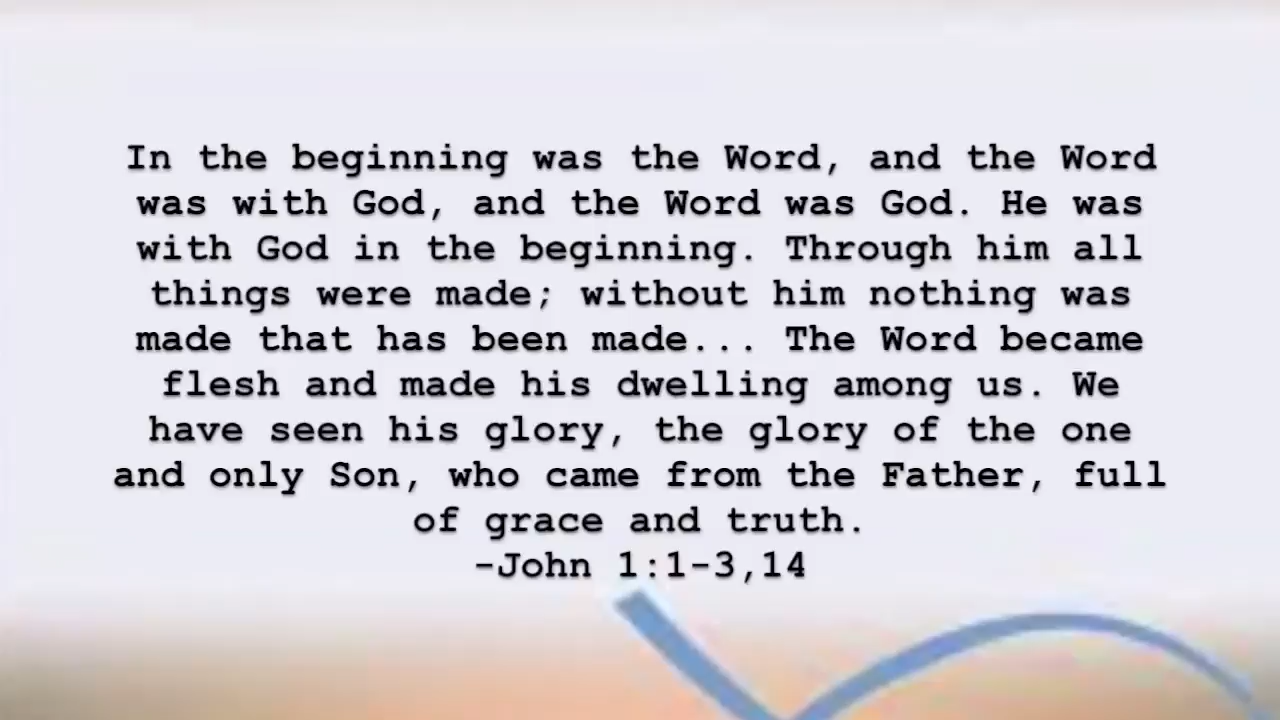 In the beginning was the Word, and the Word
was with God, and the Word was God. He was
with God in the beginning. Through him all
things were made; without him nothing was
made that has been made... The Word became
flesh and made his dwelling among us. We
have seen his glory, the glory of the one
and only Son, who came from the Father, full
of grace and truth.
-John 1:1-3,14